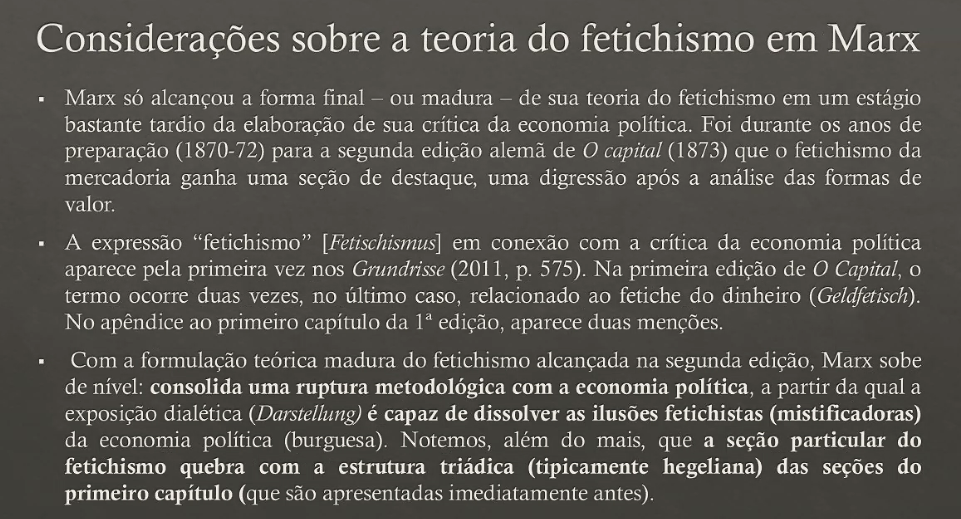 Considerações sobre a teoria do fetichismo em Marx
▪ Marx só alcançou a forma final – ou madura – de sua teoria do fetichismo em um estágio
bastante tardio da elaboração de sua crítica da economia política. Foi durante os anos de
preparação (1870-72) para a segunda edição alemã de O capital (1873) que o fetichismo da
mercadoria ganha uma seção de destaque, uma digressão após a análise das formas de
valor.
▪ A expressão “fetichismo” [Fetischismus] em conexão com a crítica da economia política
aparece pela primeira vez nos Grundrisse (2011, p. 575). Na primeira edição de O Capital, o
termo ocorre duas vezes, no último caso, relacionado ao fetiche do dinheiro (Geldfetisch).
No apêndice ao primeiro capítulo da 1ª edição, aparece duas menções.
▪ Com a formulação teórica madura do fetichismo alcançada na segunda edição, Marx sobe
de nível: consolida uma ruptura metodológica com a economia política, a partir da qual a
exposição dialética (Darstellung) é capaz de dissolver as ilusões fetichistas (mistificadoras)
da economia política (burguesa). Notemos, além do mais, que a seção particular do
fetichismo quebra com a estrutura triádica (tipicamente hegeliana) das seções do
primeiro capítulo (que são apresentadas imediatamente antes).